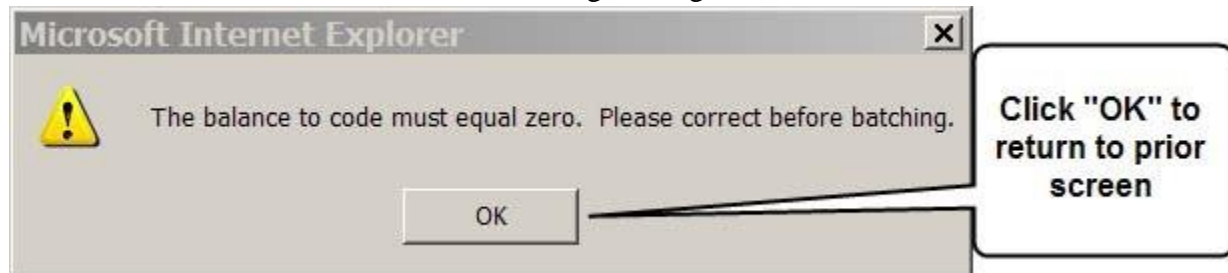 Microsoft Internet Explorer
The balance to code must equal zero. Please correct before batching.
OK
Click "OK" to
return to prior
screen